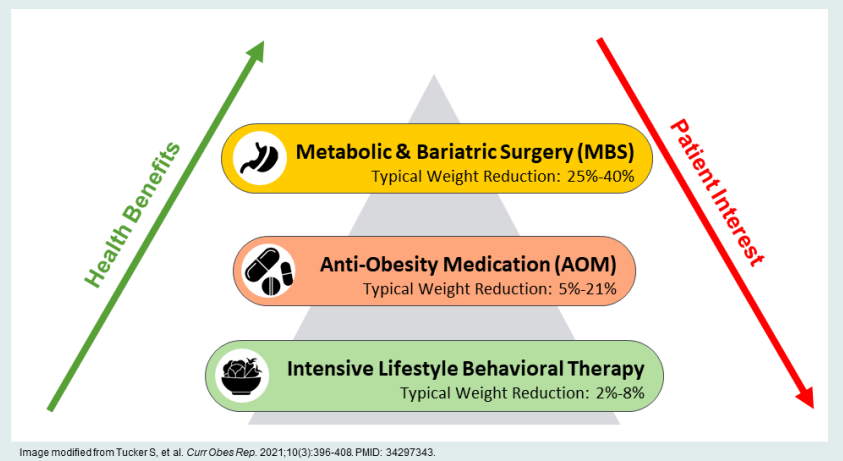 Health Benefits
Patient Interest
Metabolic & Bariatric Surgery (MBS)
Typical Weight Reduction: 25%-40%
Anti-Obesity Medication (AOM)
Typical Weight Reduction: 5%-21%
Intensive Lifestyle Behavioral Therapy
Typical Weight Reduction: 2%-8%
Image modified from Tucker S, et al. Curr Obes Rep. 2021;10(3):396-408. PMID: 34297343.